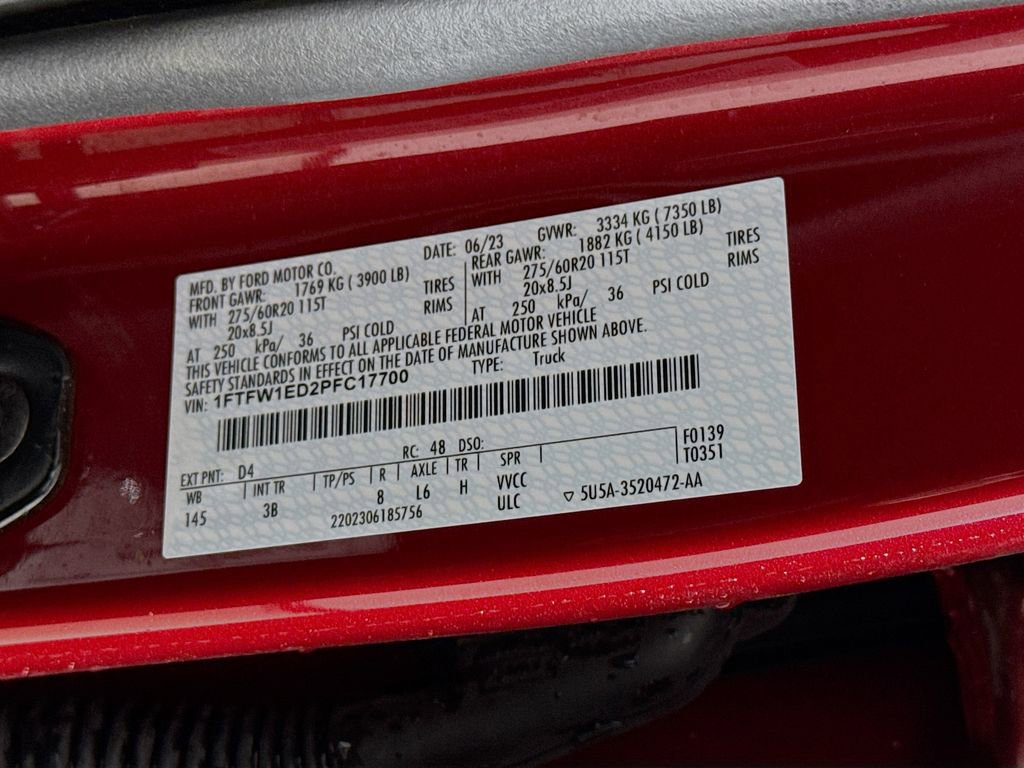 MFD. BY FORD MOTOR CO.
DATE: 06/23 GVWR: 3334 KG ( 7350 LB)
FRONT GAWR: 1769 KG ( 3900 LB)
WITH 275/60R20 115T TIRES
20x8.5J RIMS
AT 250 kPa/ 36 PSI COLD
REAR GAWR: 1882 KG ( 4150 LB)
WITH 275/60R20 115T TIRES
20x8.5J RIMS
AT 250 kPa/ 36 PSI COLD
THIS VEHICLE CONFORMS TO ALL APPLICABLE FEDERAL MOTOR VEHICLE
SAFETY STANDARDS IN EFFECT ON THE DATE OF MANUFACTURE SHOWN ABOVE.
VIN: 1FTFW1ED2PFC17700 TYPE: Truck
EXT PNT: D4 RC: 48 DSO: F0139
WB INT TR TP/PS R AXLE TR SPR T0351
145 3B 8 L6 H VVCC
2202306185756 ULC ▽ 5U5A-3520472-AA